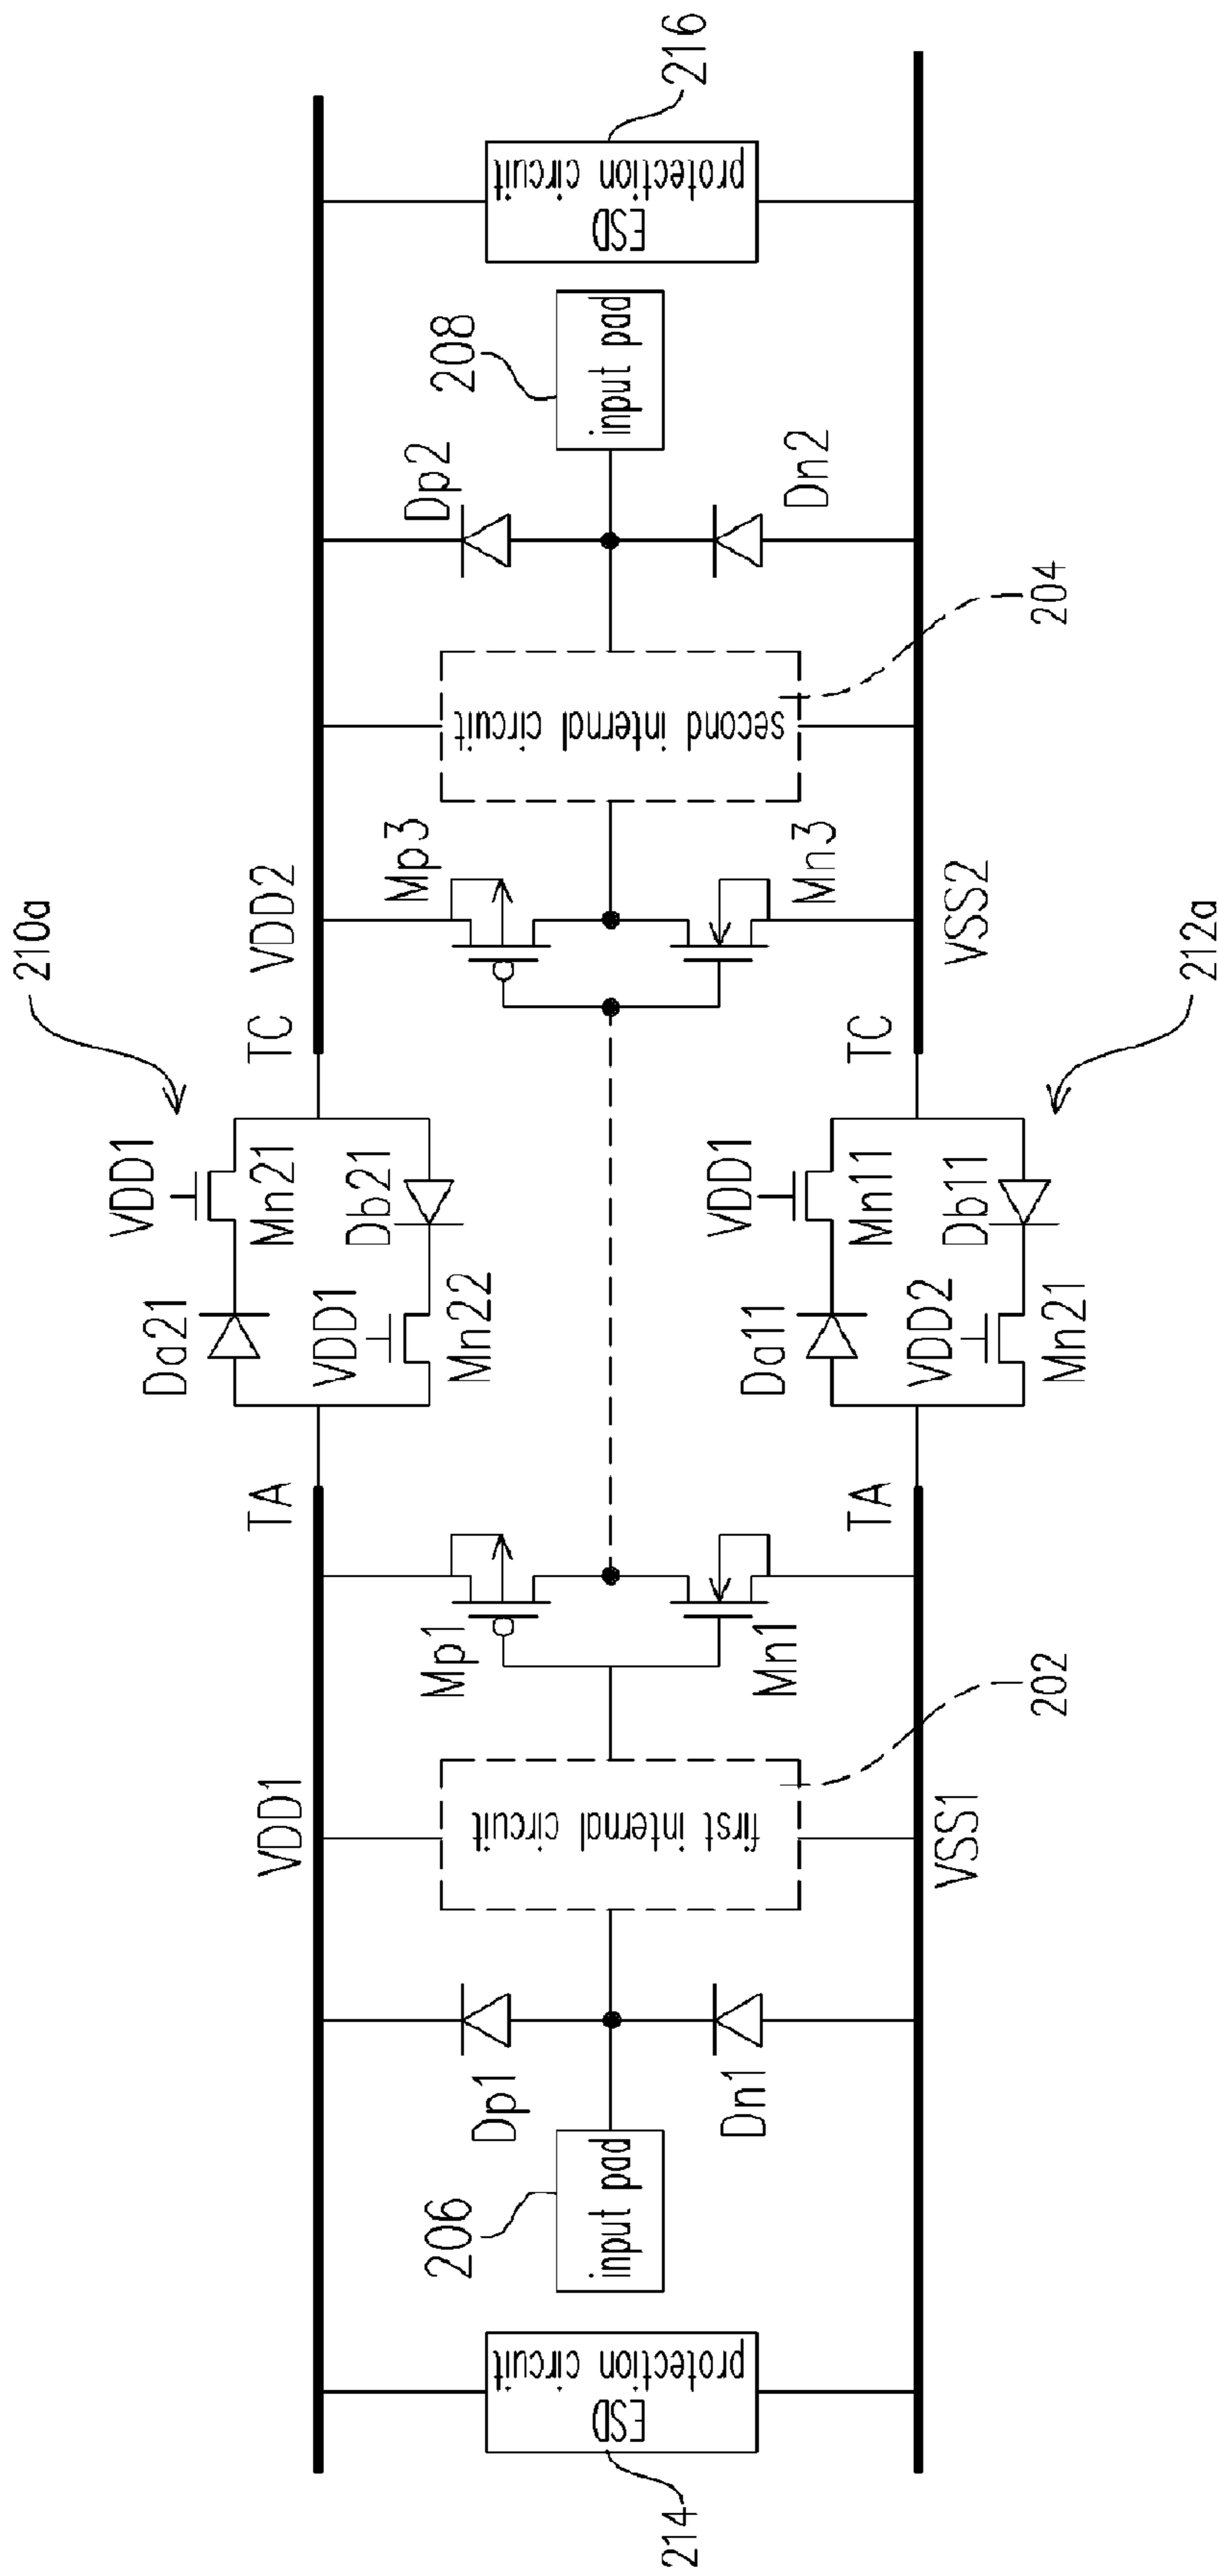 210a
VDD1
VDD1
TA
TC
VDD2
Da21
Mn21
VDD1
Db21
Mn22
206
Dp1
Mp1
Mp3
Dp2
208
214
ESD
protection circuit
input pad
first internal circuit
second internal circuit
input pad
ESD
protection circuit
216
Dn1
Mn1
Mn3
Dn2
VDD1
TA
TC
Da11
Mn11
VSS1
VDD2
Db11
VSS2
202
Mn21
204
212a